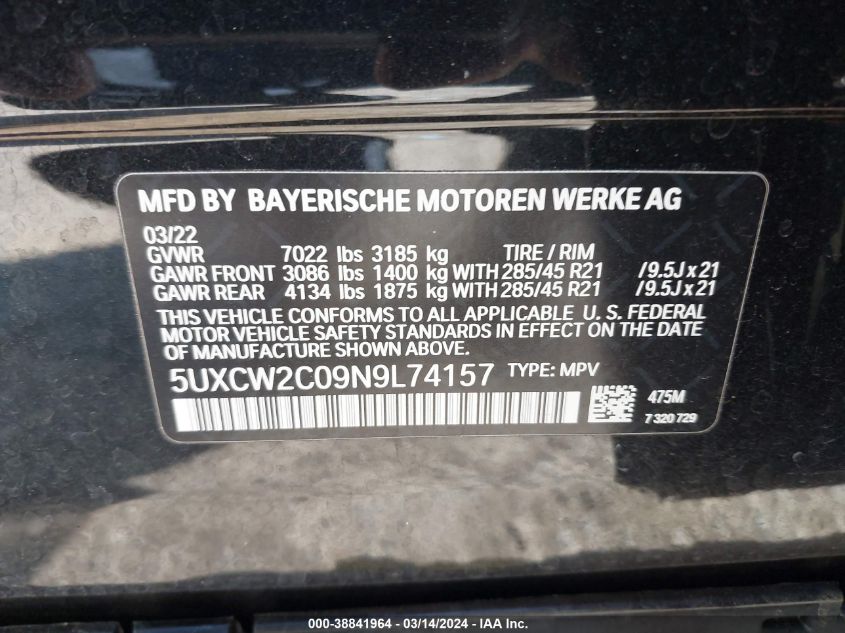 MFD BY BAYERISCHE MOTOREN WERKE AG
03/22
GVWR 7022 lbs 3185 kg TIRE / RIM
GAWR FRONT 3086 lbs 1400 kg WITH 285/45 R21 /9.5J x 21
GAWR REAR 4134 lbs 1875 kg WITH 285/45 R21 /9.5J x 21
THIS VEHICLE CONFORMS TO ALL APPLICABLE U. S. FEDERAL
MOTOR VEHICLE SAFETY STANDARDS IN EFFECT ON THE DATE
OF MANUFACTURE SHOWN ABOVE.
5UXCW2C09N9L74157 TYPE: MPV
475M
7 320 729
000-38841964 - 03/14/2024 - IAA Inc.